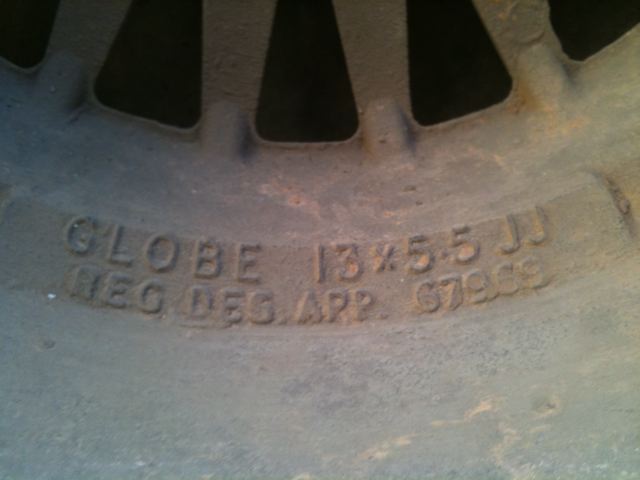 GLOBE 13×5.5 JJ
REG DES. APP. 67969